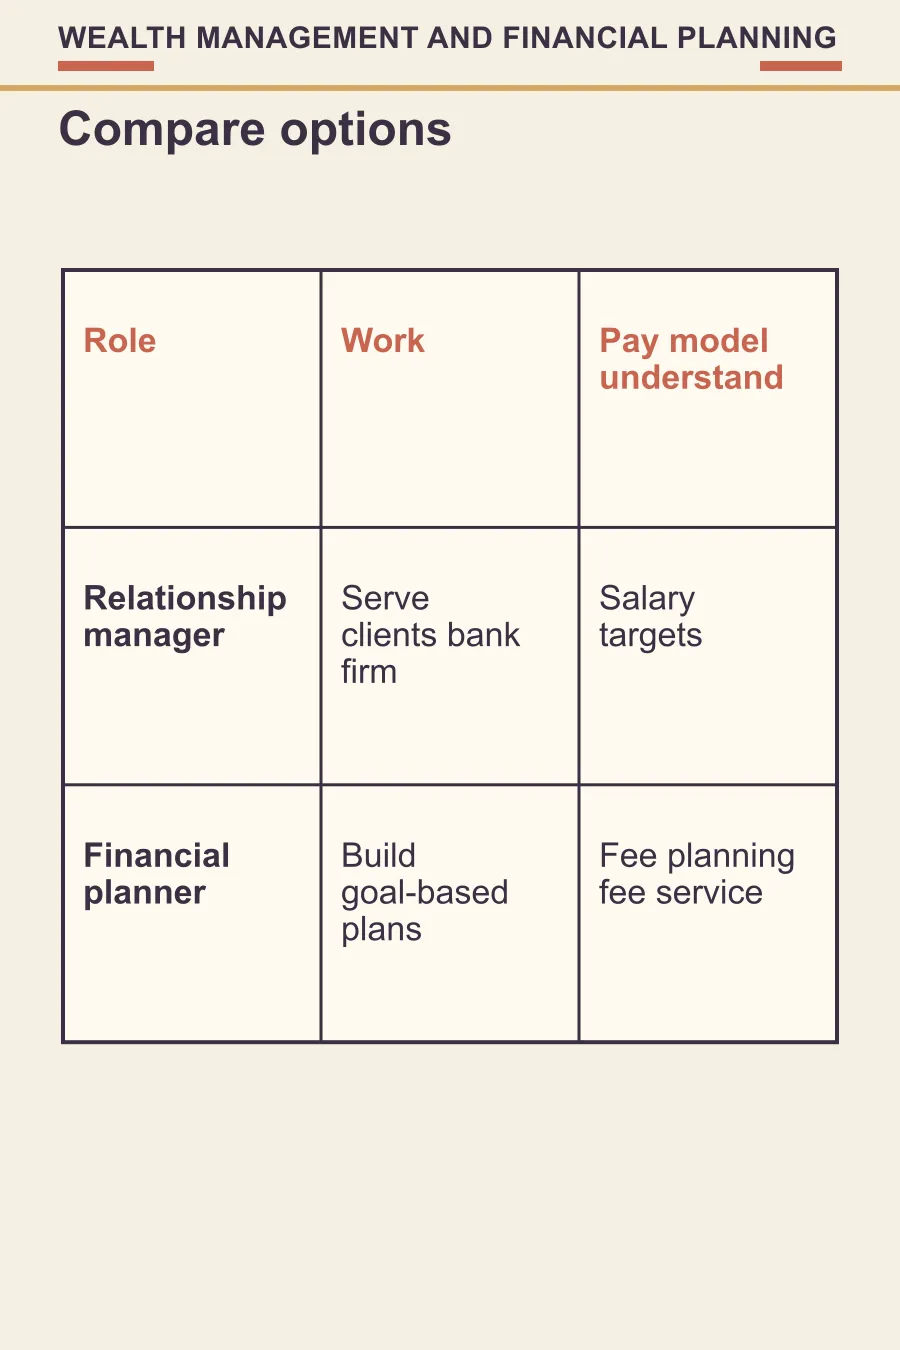 WEALTH MANAGEMENT AND FINANCIAL PLANNING
Compare options
Role
Work
Pay model
understand
Relationship
manager
Serve
clients bank
firm
Salary
targets
Financial
planner
Build
goal-based
plans
Fee planning
fee service